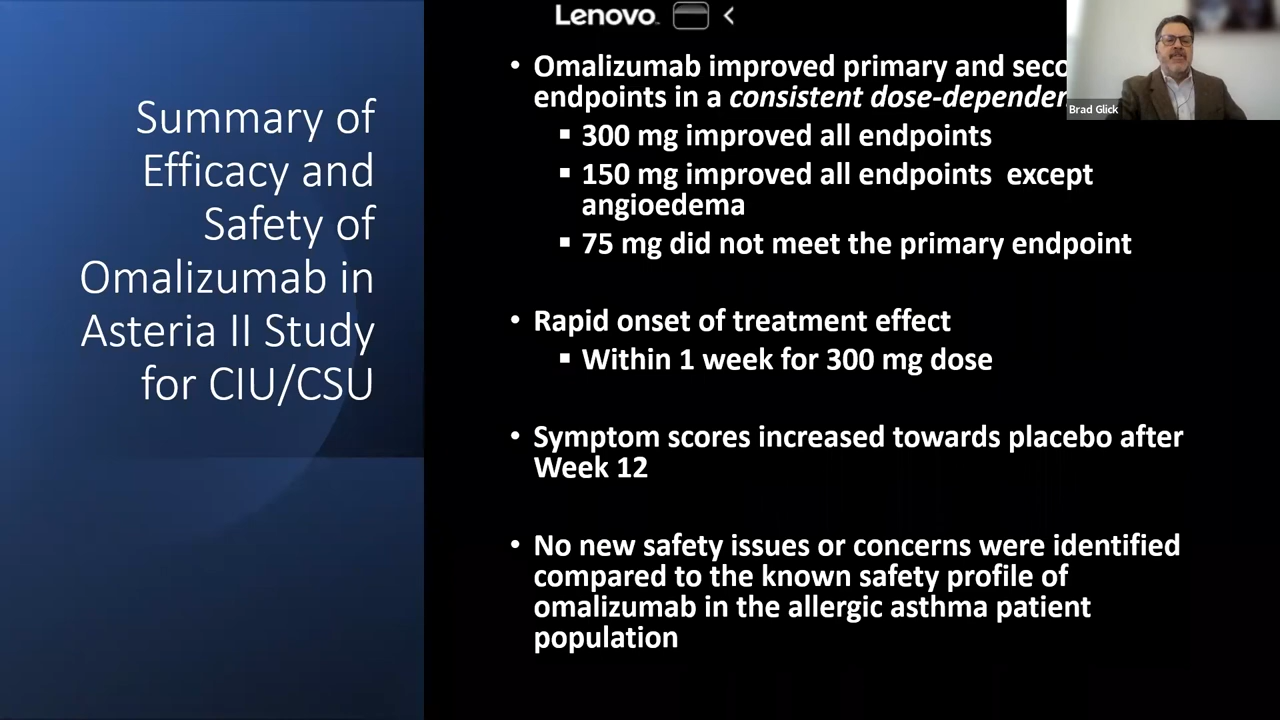 Lenovo
Summary of
Efficacy and
Safety of
Omalizumab in
Asteria II Study
for CIU/CSU
• Omalizumab improved primary and
endpoints in a consistent
▪ 300 mg improved all endpoints
▪ 150 mg improved all endpoints except
angioedema
▪ 75 mg did not meet the primary endpoint
• Rapid onset of treatment effect
▪ Within 1 week for 300 mg dose
• Symptom scores increased towards placebo after
Week 12
• No new safety issues or concerns were identified
compared to the known safety profile of
omalizumab in the allergic asthma patient
population
Brad Glick